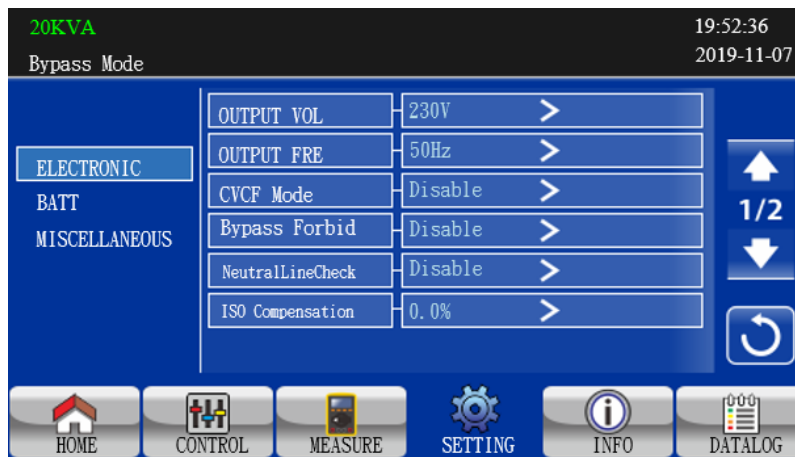 20KVA
19:52:36
Bypass Mode
2019-11-07
OUTPUT VOL 230V >
OUTPUT FRE 50Hz >
ELECTRONIC
CVCF Mode Disable >
BATT
1/2
Bypass Forbid Disable >
MISCELLANEOUS
NeutralLineCheck Disable >
ISO Compensation 0.0% >
HOME CONTROL MEASURE SETTING INFO DATALOG